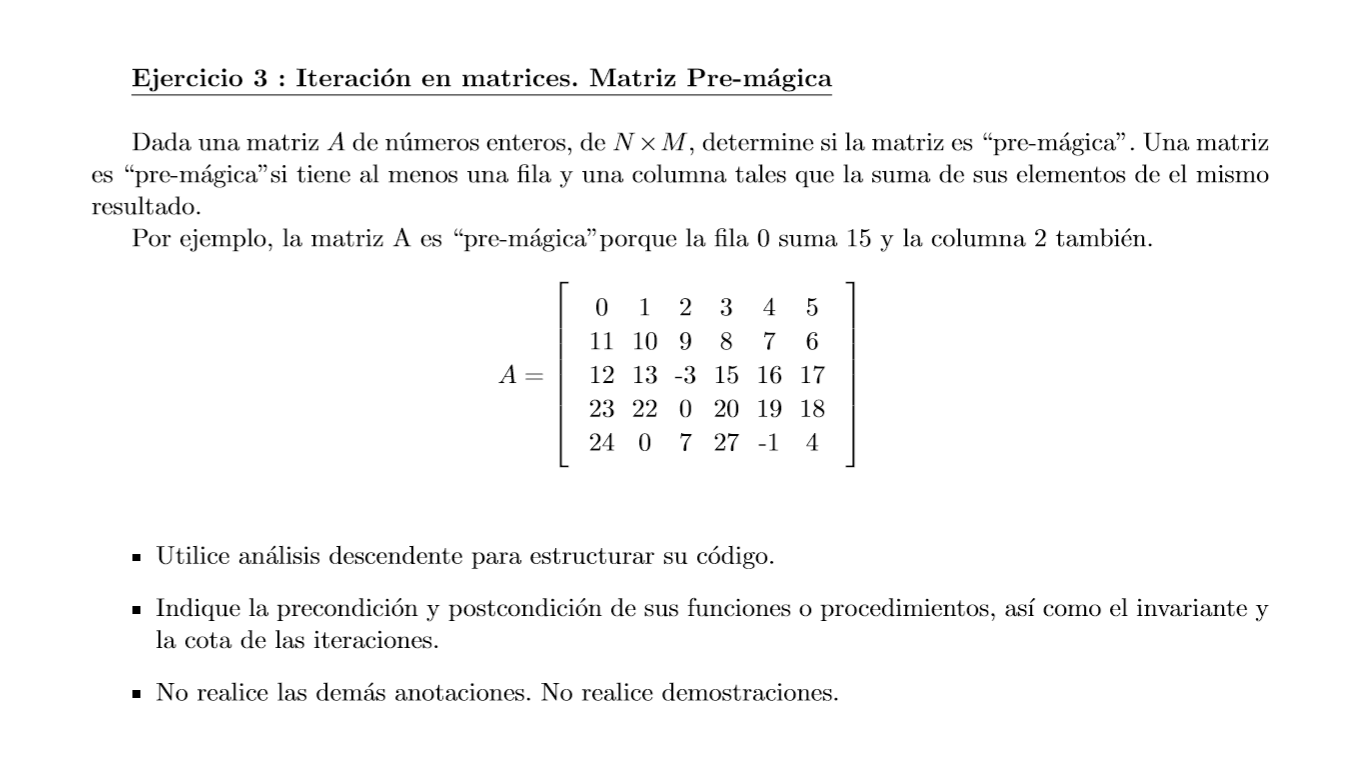 Ejercicio 3 : Iteración en matrices. Matriz Pre-mágica
Dada una matriz A de números enteros, de N × M, determine si la matriz es “pre-mágica”. Una matriz
es “pre-mágica”si tiene al menos una fila y una columna tales que la suma de sus elementos de el mismo
resultado.
Por ejemplo, la matriz A es “pre-mágica”porque la fila 0 suma 15 y la columna 2 también.
0 1 2 3 4 5
11 10 9 8 7 6
A = 12 13 -3 15 16 17
23 22 0 20 19 18
24 0 7 27 -1 4
▪ Utilice análisis descendente para estructurar su código.
▪ Indique la precondición y postcondición de sus funciones o procedimientos, así como el invariante y
la cota de las iteraciones.
▪ No realice las demás anotaciones. No realice demostraciones.